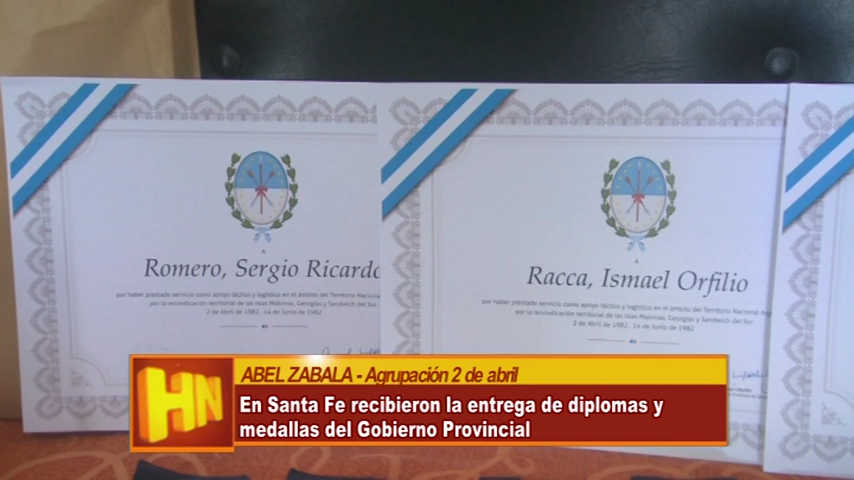 A
Romero, Sergio Ricardo
por haber prestado servicio como apoyo táctico y logístico en el ámbito del Territorio Nacional
por la reivindicación territorial de las Islas Malvinas, Georgias y Sandwich del Sur
2 de Abril de 1982 . 14 de Junio de 1982
A
Racca, Ismael Orfilio
por haber prestado servicio como apoyo táctico y logístico en el ámbito del Territorio Nacional
por la reivindicación territorial de las Islas Malvinas, Georgias y Sandwich del Sur
2 de Abril de 1982 . 14 de Junio de 1982
HN
ABEL ZABALA - Agrupación 2 de abril
En Santa Fe recibieron la entrega de diplomas y
medallas del Gobierno Provincial